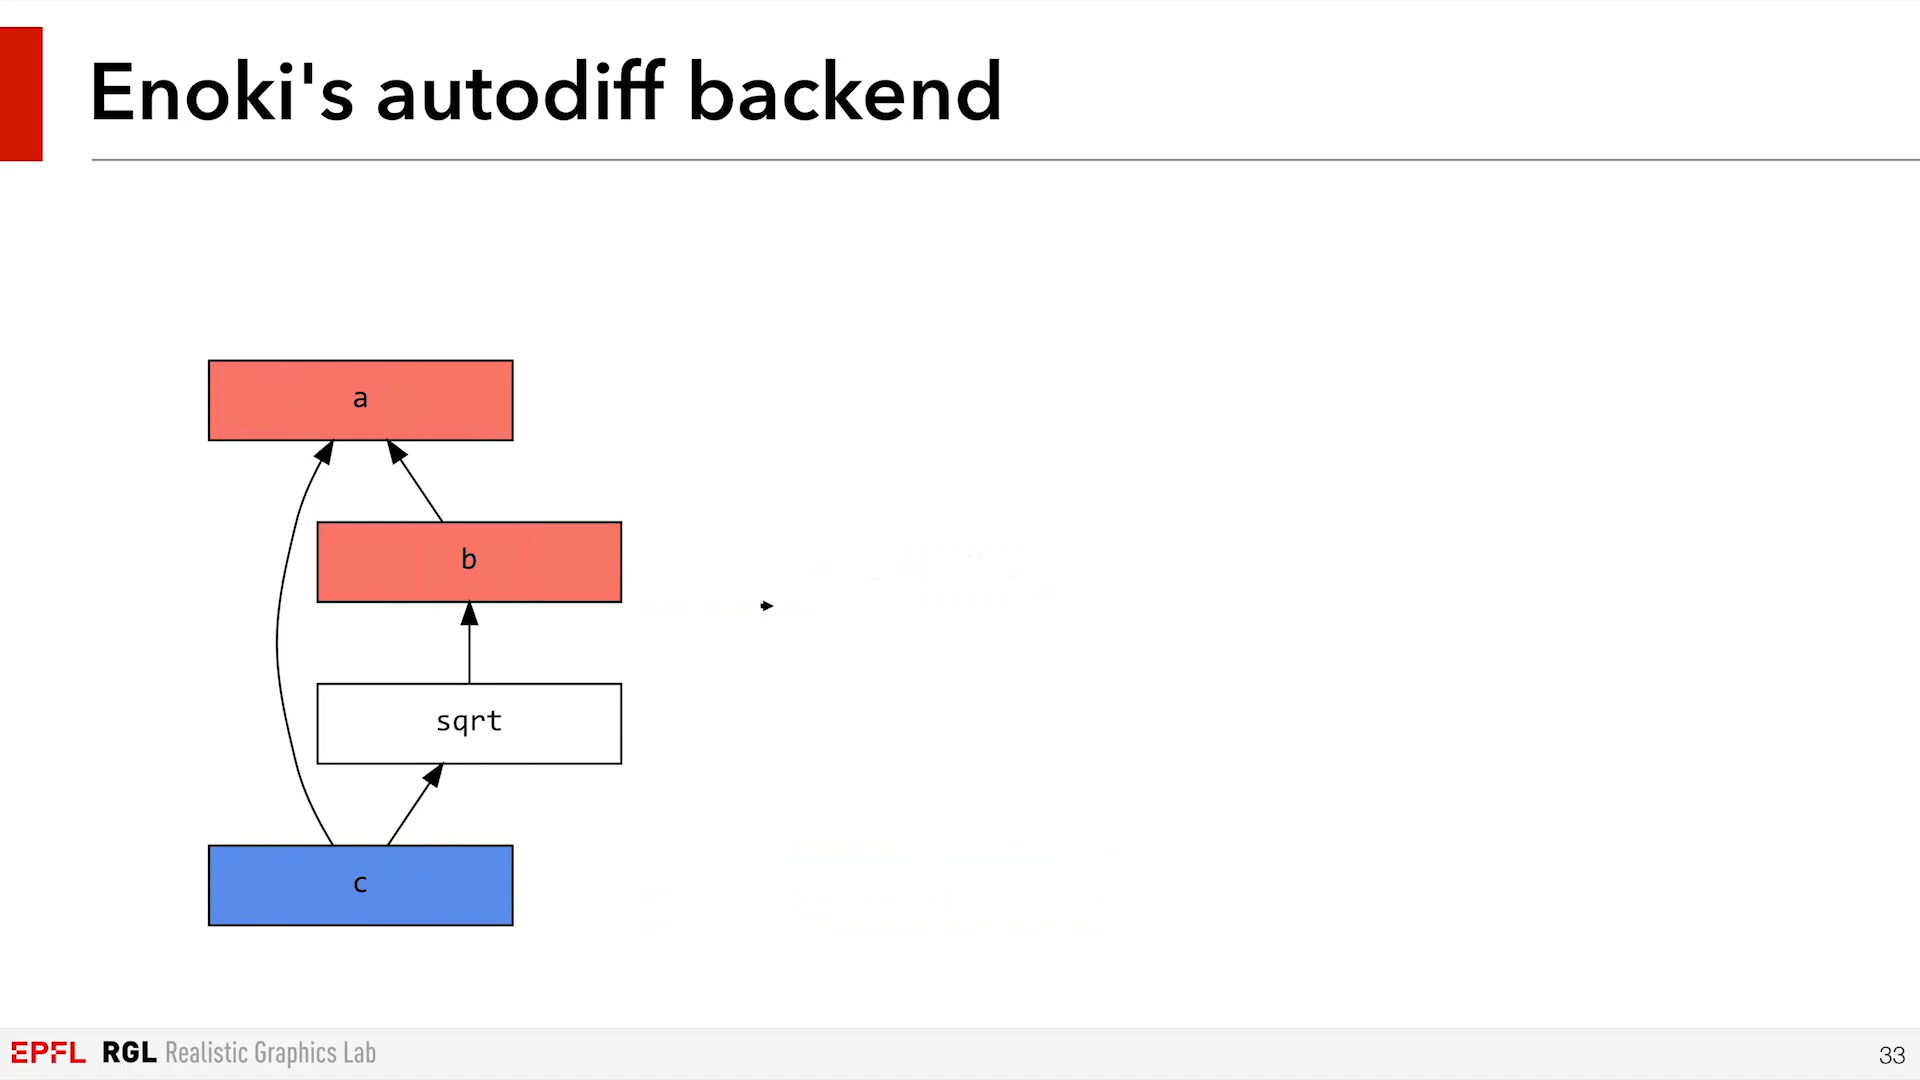 Enoki's autodiff backend
a
b
sqrt
c
EPFL RGL Realistic Graphics Lab
33